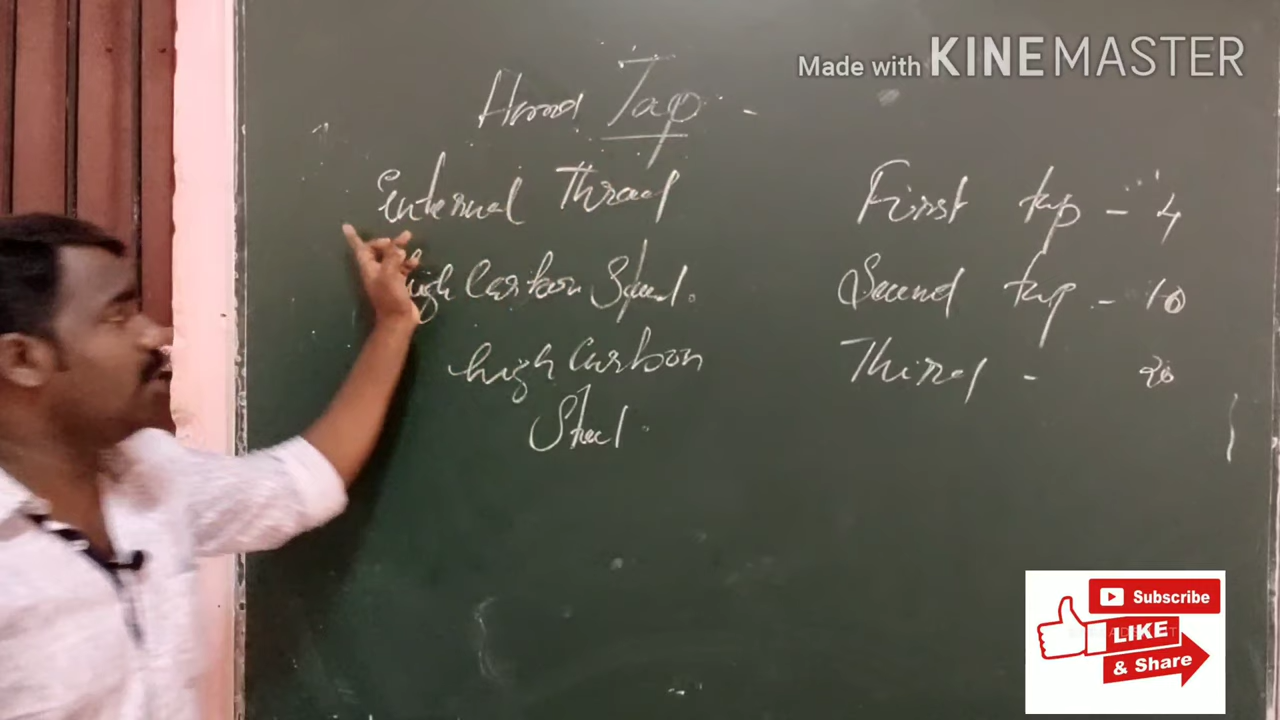 Made with KINEMASTER
Hand Tap -
Internal Thread
high Carbon Steel.
high Carbon
Steel.
First tap - 4
Second tap - 10
Third - 20
Subscribe
LIKE
& Share